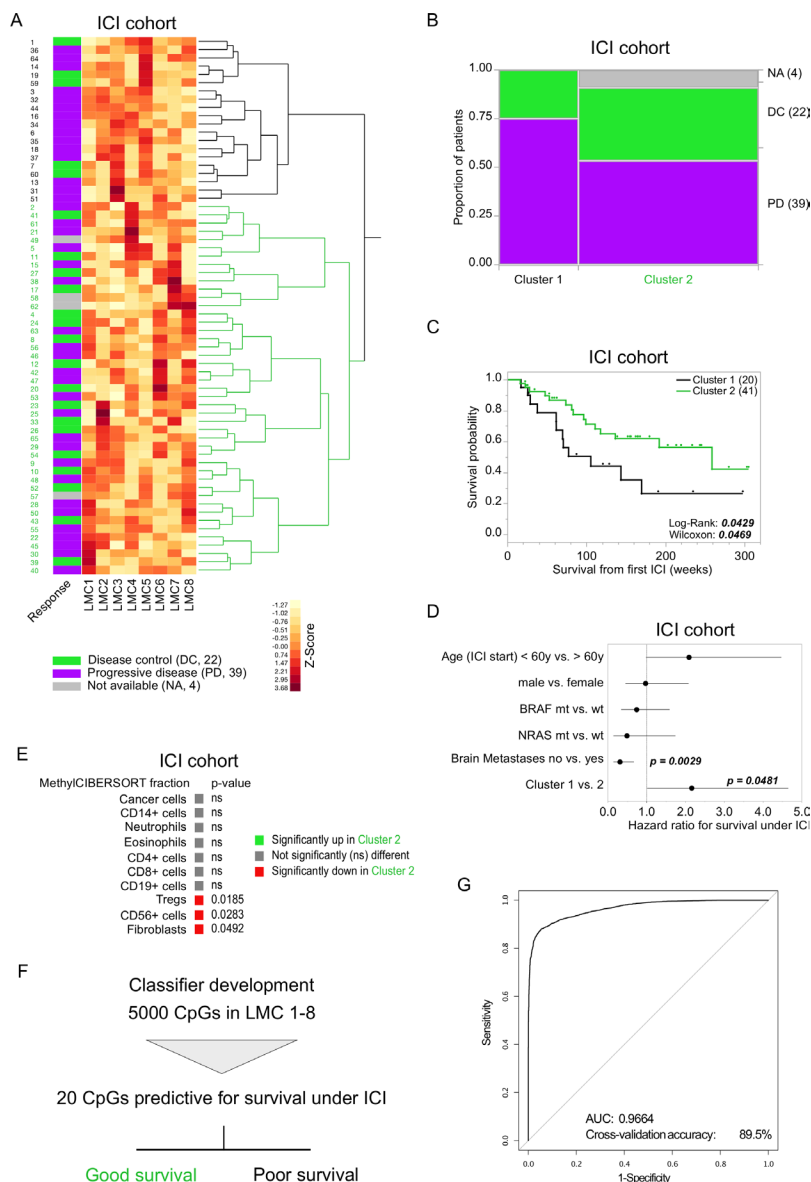 A
ICI cohort
1
36
64
14
19
59
3
32
44
16
34
6
35
18
37
7
60
13
31
51
2
41
61
21
49
5
11
15
27
38
17
58
62
4
24
63
8
56
46
12
42
47
20
53
23
25
33
26
65
29
54
9
10
48
52
57
28
50
43
55
22
45
30
39
40
Response
LMC1
LMC2
LMC3
LMC4
LMC5
LMC6
LMC7
LMC8
-1.27
-1.02
-0.51
-0.25
0.00
0.74
1.47
2.21
2.95
3.68
Z-Score
Disease control (DC, 22)
Progressive disease (PD, 39)
Not available (NA, 4)
B
ICI cohort
Proportion of patients
1.00
0.75
0.50
0.25
0.00
NA (4)
DC (22)
PD (39)
Cluster 1
Cluster 2
C
ICI cohort
Cluster 1 (20)
Cluster 2 (41)
Survival probability
1.0
0.8
0.6
0.4
0.2
Log-Rank: 0.0429
Wilcoxon: 0.0469
0
100
200
300
Survival from first ICI (weeks)
D
ICI cohort
Age (ICI start) < 60y vs. > 60y
male vs. female
BRAF mt vs. wt
NRAS mt vs. wt
Brain Metastases no vs. yes
p = 0.0029
Cluster 1 vs. 2
p = 0.0481
0.0
1.0
2.0
3.0
4.0
5.0
Hazard ratio for survival under ICI
E
ICI cohort
MethylCIBERSORT fraction p-value
Cancer cells ns
CD14+ cells ns
Neutrophils ns
Eosinophils ns
CD4+ cells ns
CD8+ cells ns
CD19+ cells ns
Tregs 0.0185
CD56+ cells 0.0283
Fibroblasts 0.0492
Significantly up in Cluster 2
Not significantly (ns) different
Significantly down in Cluster 2
F
Classifier development
5000 CpGs in LMC 1-8
20 CpGs predictive for survival under ICI
Good survival Poor survival
G
Sensitivity
1.0
0.8
0.6
0.4
0.2
0.0
AUC: 0.9664
Cross-validation accuracy: 89.5%
0.0
0.2
0.4
0.6
0.8
1.0
1-Specificity